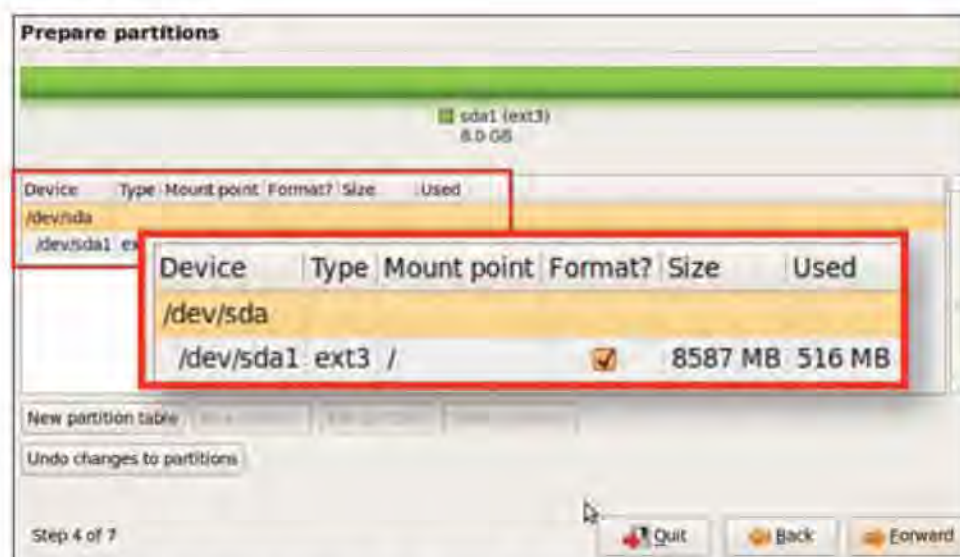 Prepare partitions
sda1 (ext3)
8.0 GB
Device Type Mount point Format? Size Used
/dev/sda
/dev/sda1 ex
Device Type Mount point Format? Size Used
/dev/sda
/dev/sda1 ext3 / 8587 MB 516 MB
New partition table
Undo changes to partitions
Step 4 of 7
Quit
Back
Forward